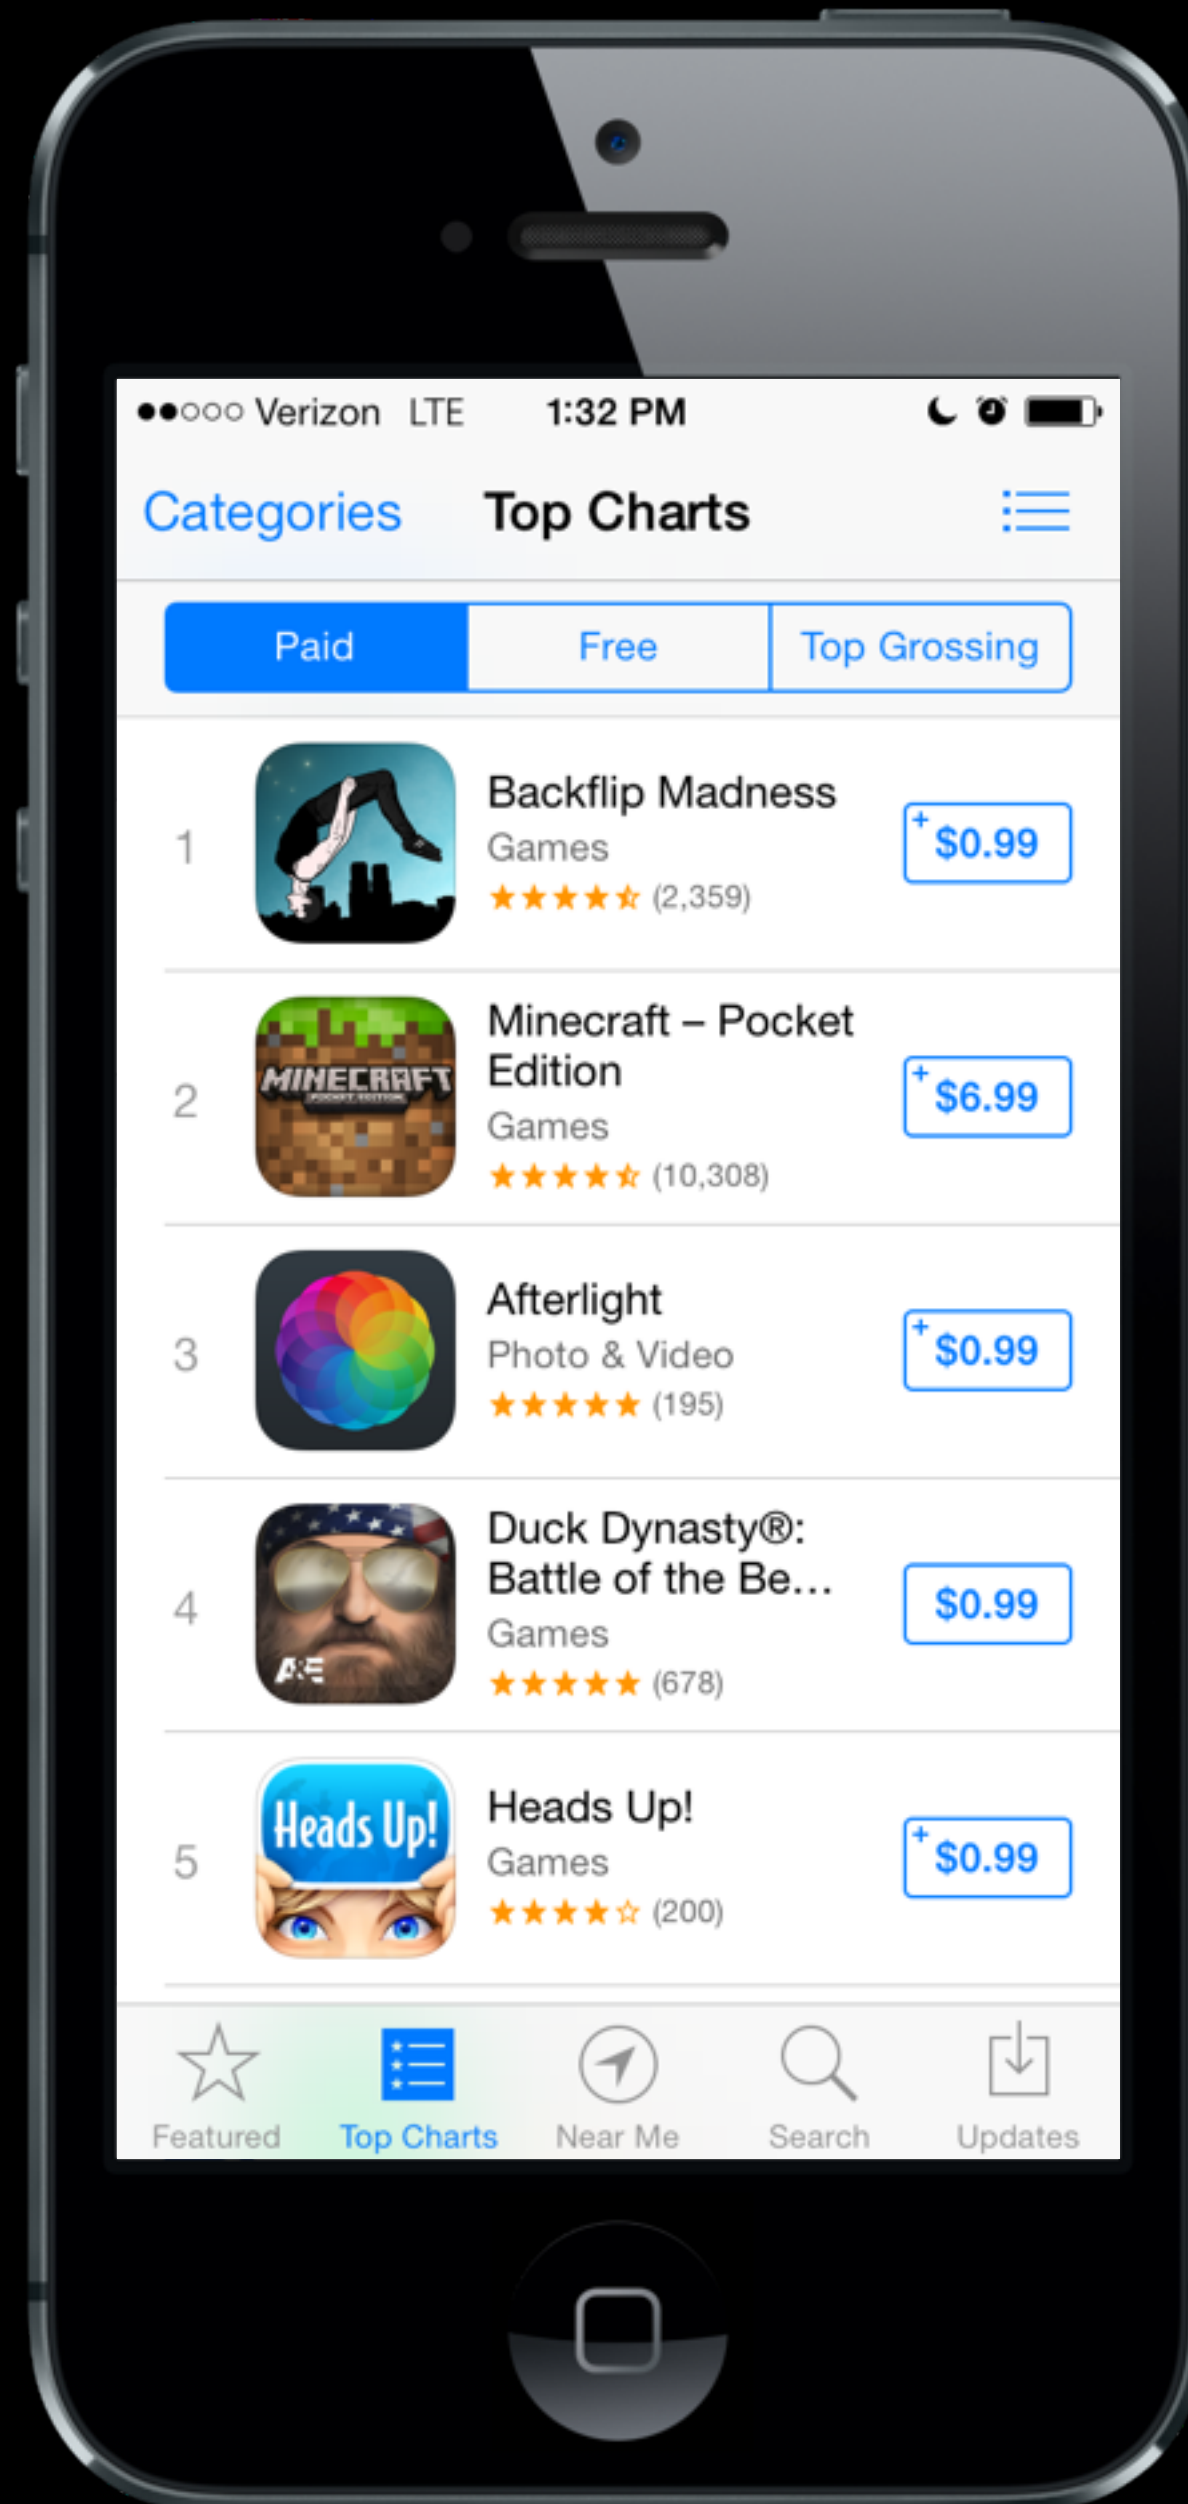 Verizon LTE 1:32 PM
Categories Top Charts
Paid Free Top Grossing
1
Backflip Madness
Games
(2,359)
+ $0.99
2
MINECRAFT
POCKET EDITION
Minecraft – Pocket
Edition
Games
(10,308)
+ $6.99
3
Afterlight
Photo & Video
(195)
+ $0.99
4
A&E
Duck Dynasty®:
Battle of the Be...
Games
(678)
$0.99
5
Heads Up!
Heads Up!
Games
(200)
+ $0.99
Featured Top Charts Near Me Search Updates